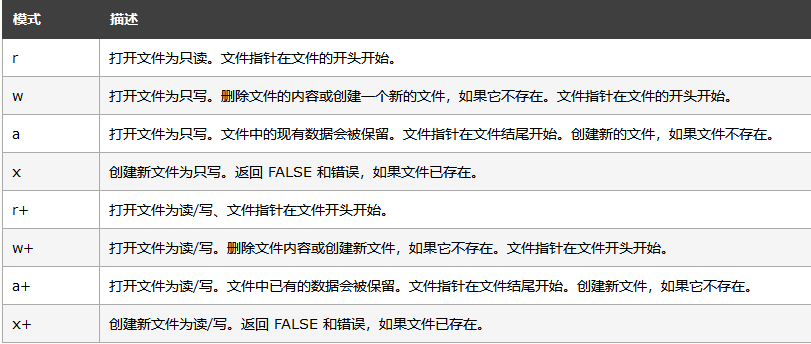 模式 描述
r 打开文件为只读。文件指针在文件的开头开始。
w 打开文件为只写。删除文件的内容或创建一个新的文件，如果它不存在。文件指针在文件的开头开始。
a 打开文件为只写。文件中的现有数据会被保留。文件指针在文件结尾开始。创建新的文件，如果文件不存在。
x 创建新文件为只写。返回 FALSE 和错误，如果文件已存在。
r+ 打开文件为读/写、文件指针在文件开头开始。
w+ 打开文件为读/写。删除文件内容或创建新文件，如果它不存在。文件指针在文件开头开始。
a+ 打开文件为读/写。文件中已有的数据会被保留。文件指针在文件结尾开始。创建新文件，如果它不存在。
x+ 创建新文件为读/写。返回 FALSE 和错误，如果文件已存在。